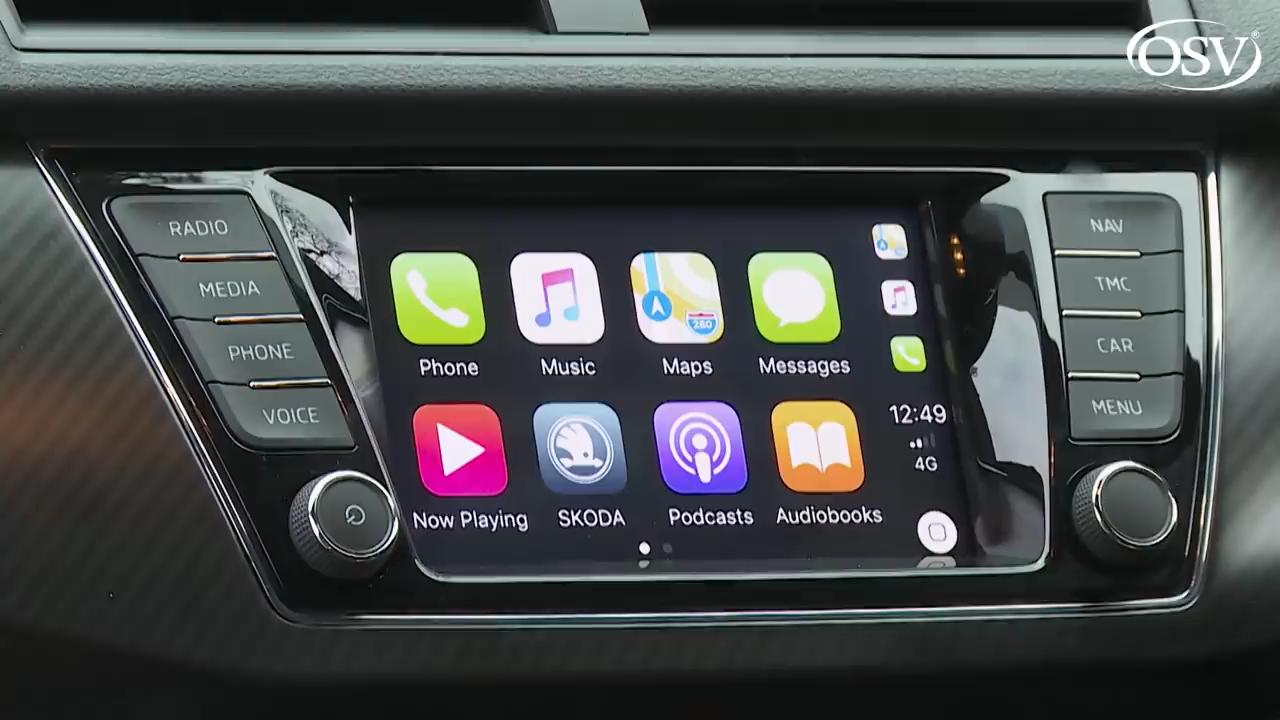 OSV®
RADIO
MEDIA
PHONE
VOICE
Phone
Music
Maps
Messages
280
Now Playing
SKODA
Podcasts
Audiobooks
12:49
4G
NAV
TMC
CAR
MENU